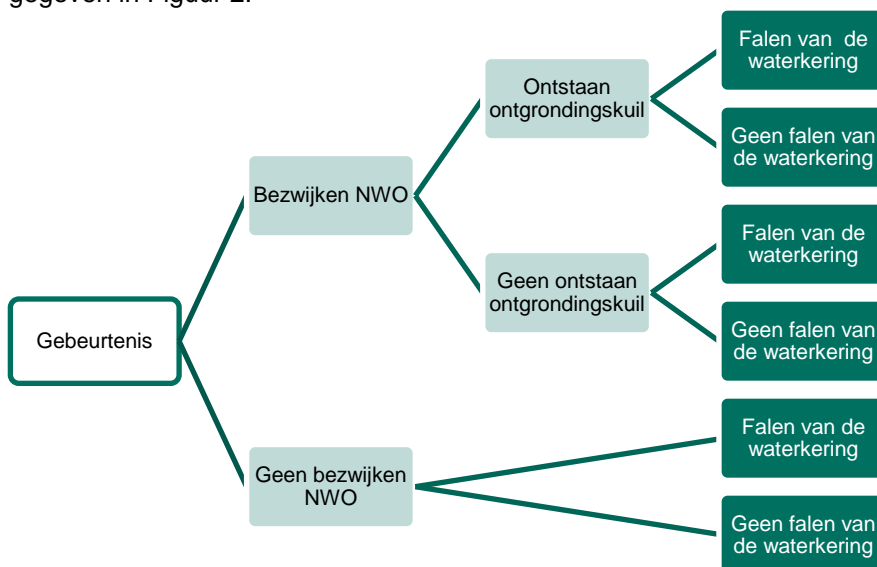 gegeven in Figuur 2.
Falen van de
waterkering
Ontstaan
ontgrondingskuil
Geen falen van
de waterkering
Bezwijken NWO
Falen van de
waterkering
Geen ontstaan
ontgrondingskuil
Geen falen van
de waterkering
Gebeurtenis
Falen van de
waterkering
Geen bezwijken
NWO
Geen falen van
de waterkering